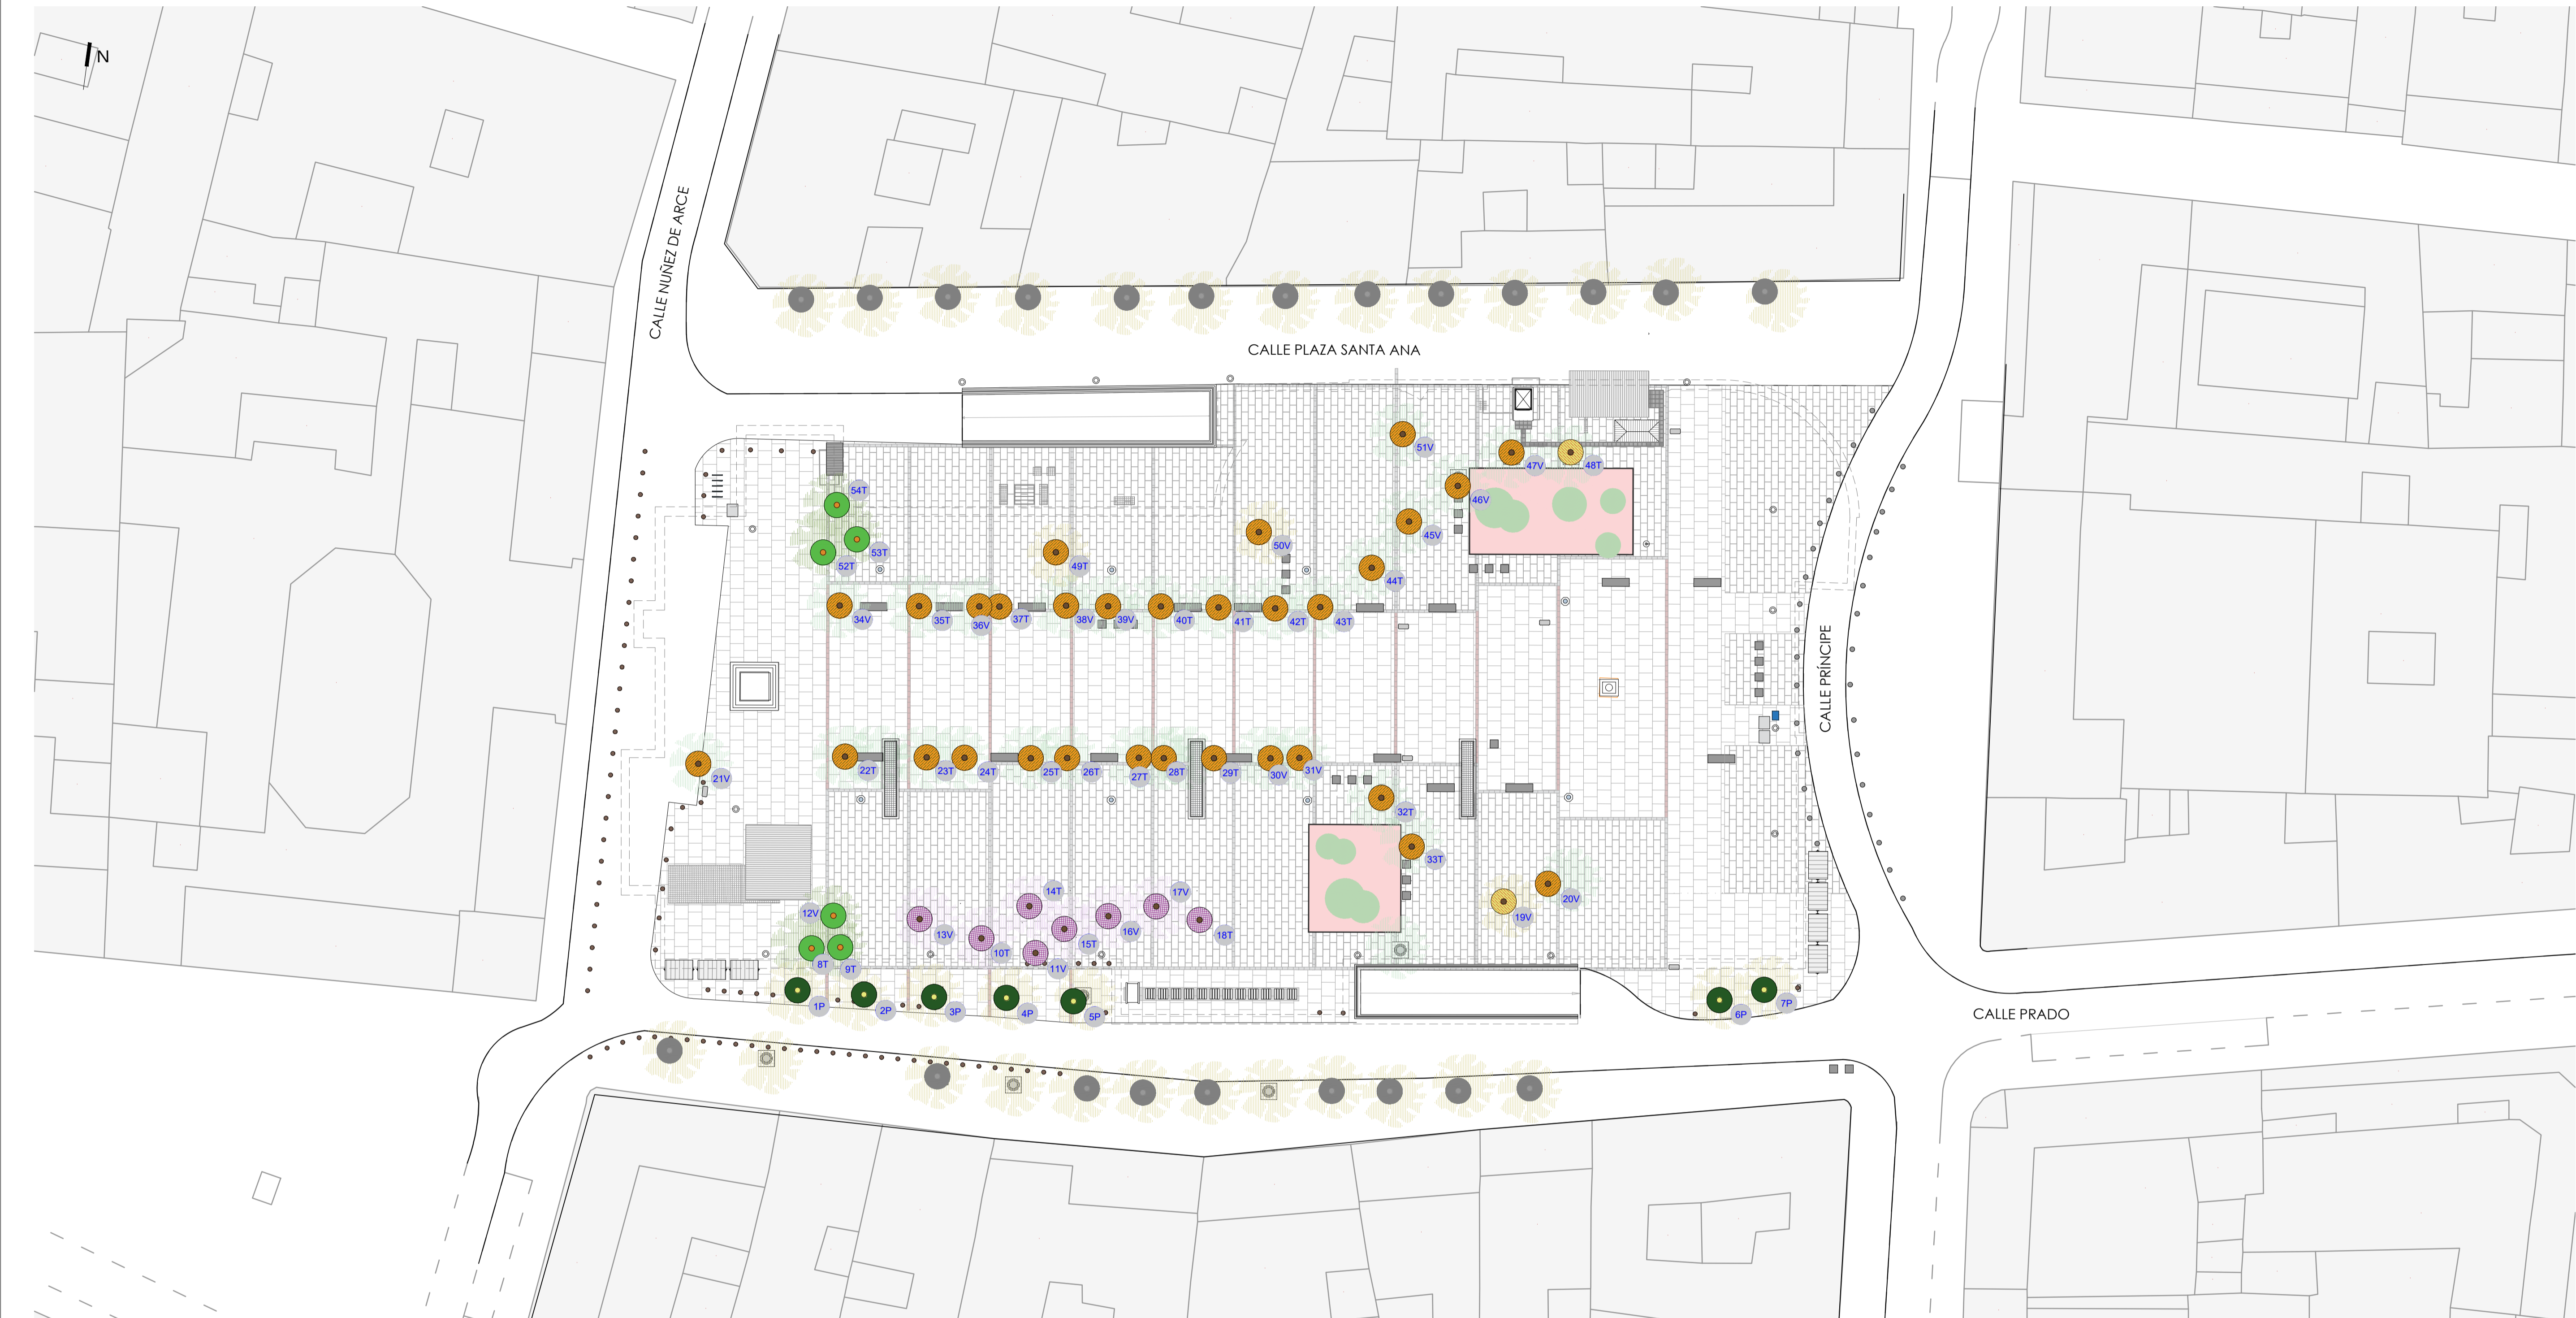 N
CALLE NUÑEZ DE ARCE
CALLE PLAZA SANTA ANA
51V
47V
48T
54T
46V
45V
50V
53T
52T
49T
44T
34V
35T
36V
37T
38V
39V
40T
41T
42T
43T
CALLE PRÍNCIPE
21V
22T
23T
24T
25T
26T
27T
28T
29T
30V
31V
32T
33T
14T
17V
20V
12V
19V
13V
16V
18T
15T
10T
11V
8T
9T
1P
2P
3P
4P
5P
6P
7P
CALLE PRADO